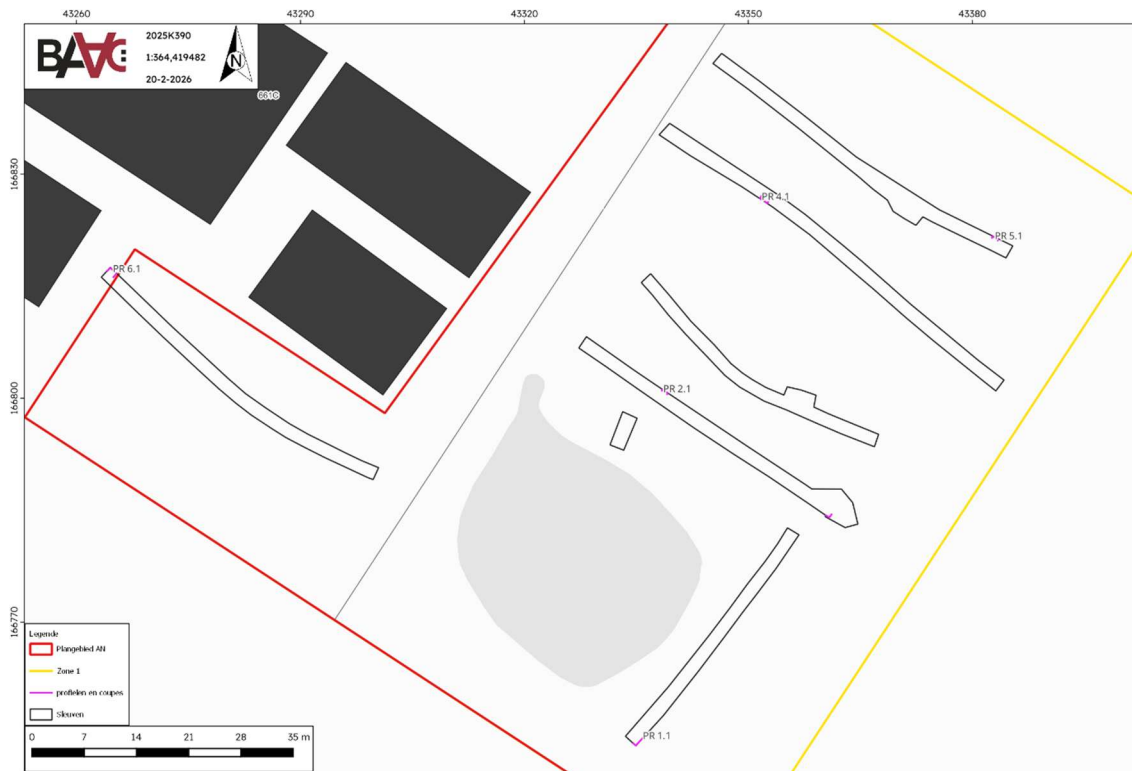 43260
43290
43320
43350
43380
BAAC
2025K390
1:364,419482
20-2-2026
N
661G
166830
PR 4.1
PR 5.1
PR 6.1
PR 2.1
166800
166770
PR 1.1
Legende
Plangebied AN
Zone 1
profielen en coupes
Sleuven
0 7 14 21 28 35 m